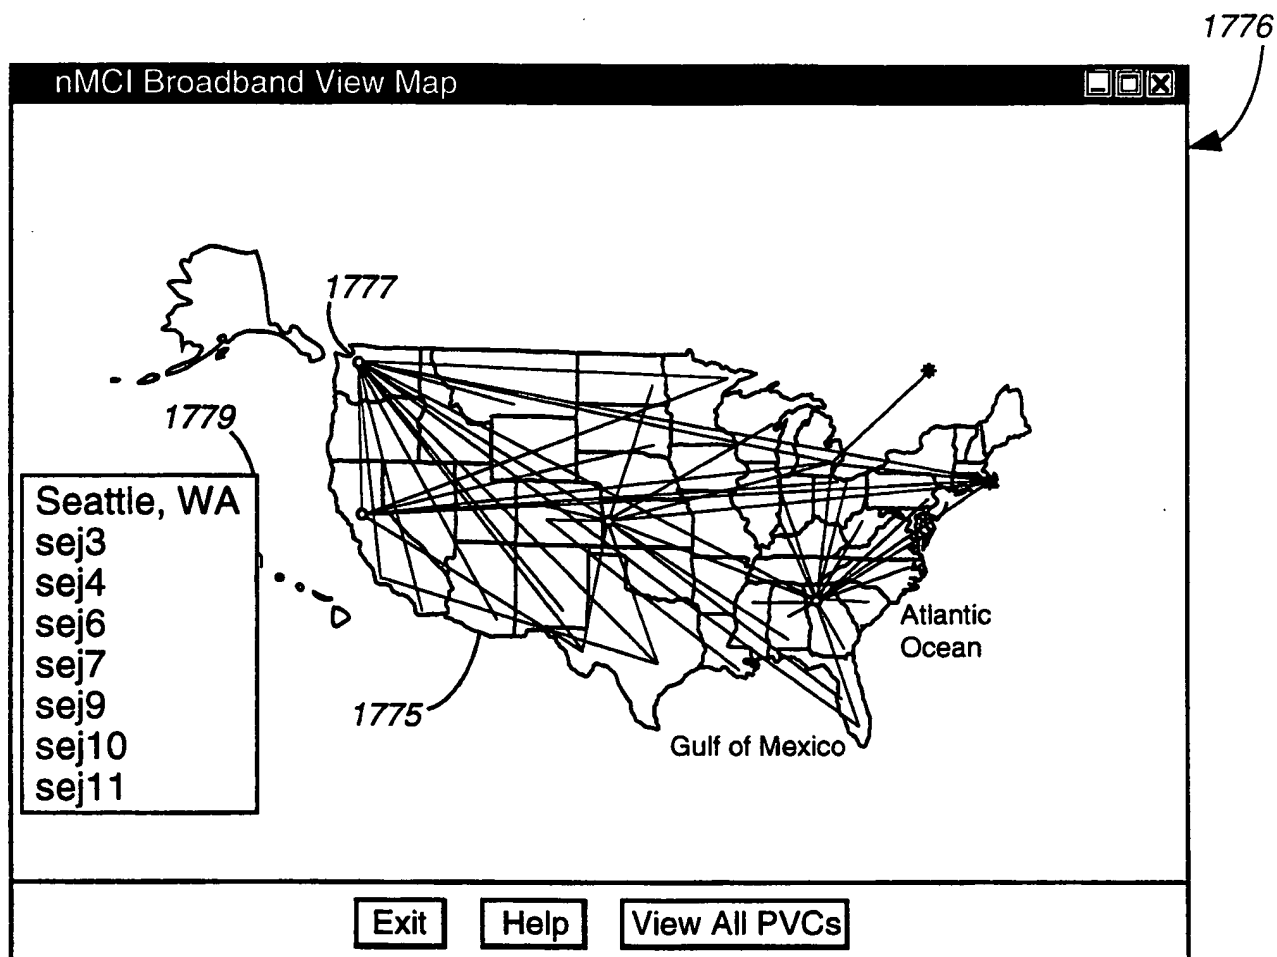 1776
nMCI Broadband View Map
1777
1779
Seattle, WA
sej3
sej4
sej6
sej7
sej9
sej10
sej11
1775
Atlantic
Ocean
Gulf of Mexico
Exit
Help
View All PVCs